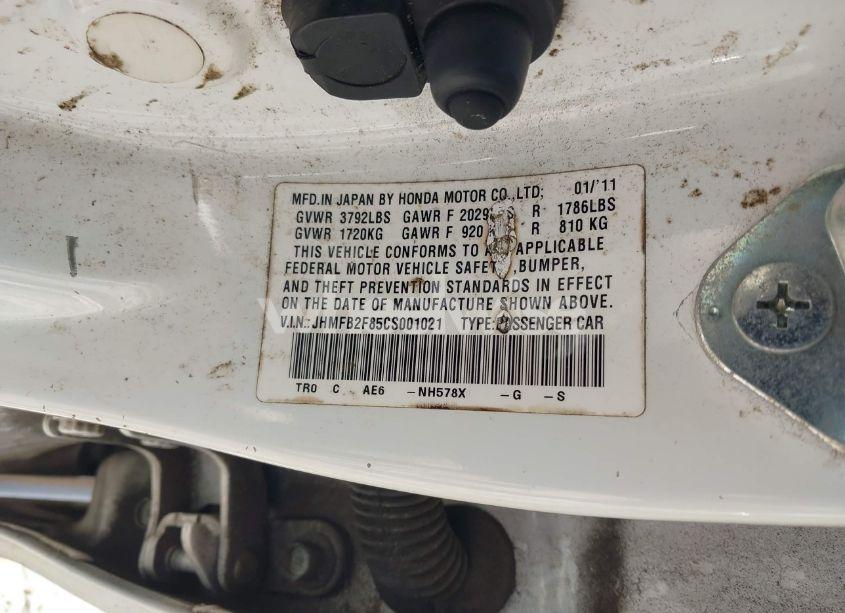 MFD.IN JAPAN BY HONDA MOTOR CO.,LTD; 01/'11
GVWR 3792LBS GAWR F 2029 R 1786LBS
GVWR 1720KG GAWR F 920 R 810 KG
THIS VEHICLE CONFORMS TO APPLICABLE
FEDERAL MOTOR VEHICLE BUMPER,
AND THEFT PREVENTION STANDARDS IN EFFECT
ON THE DATE OF MANUFACTURE SHOWN ABOVE.
V.I.N.: JHMFB2F85CS001021 TYPE: CAR
TR0 C AE6 -NH578X -G -S